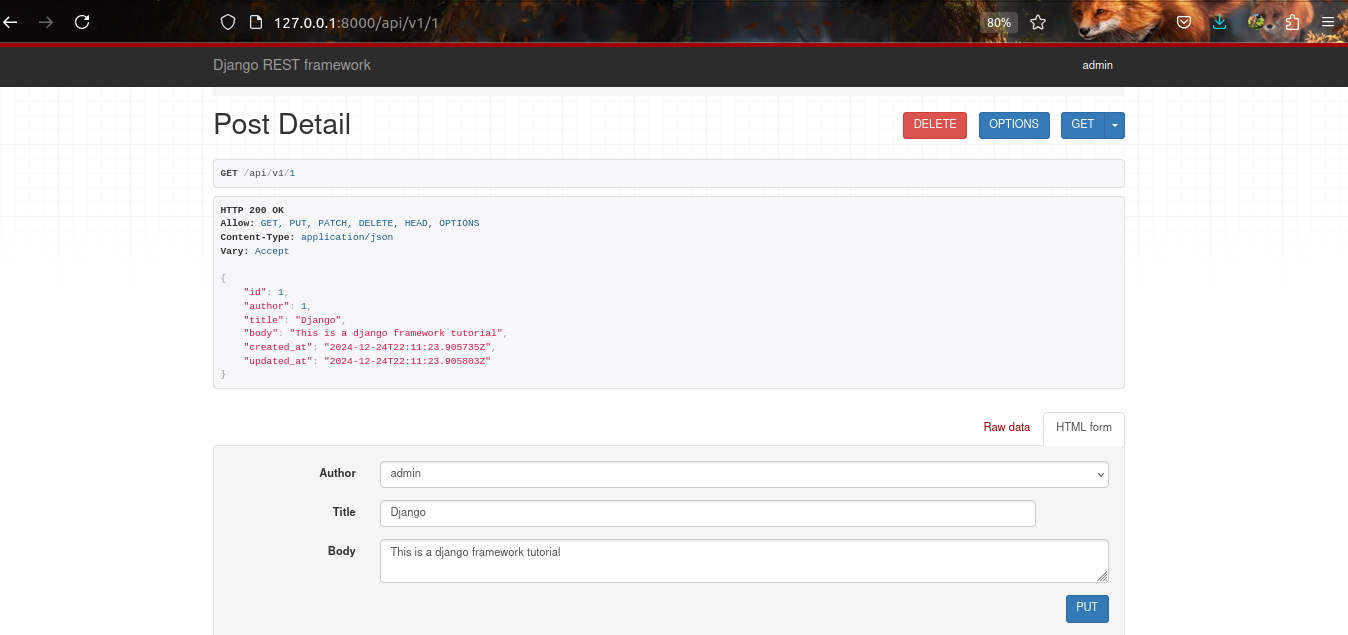 127.0.0.1:8000/api/v1/1
80%
Django REST framework
admin
Post Detail
DELETE
OPTIONS
GET
GET /api/v1/1
HTTP 200 OK
Allow: GET, PUT, PATCH, DELETE, HEAD, OPTIONS
Content-Type: application/json
Vary: Accept
{
"id": 1,
"author": 1,
"title": "Django",
"body": "This is a django framework tutorial",
"created_at": "2024-12-24T22:11:23.905735Z",
"updated_at": "2024-12-24T22:11:23.905803Z"
}
Raw data
HTML form
Author
admin
Title
Django
Body
This is a django framework tutorial
PUT